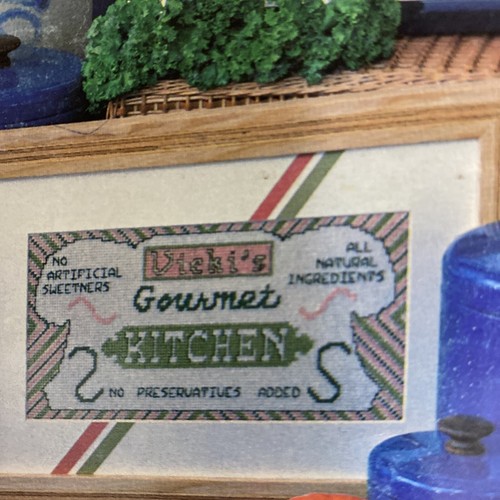 NO
ARTIFICIAL
SWEETNERS
Vicki's
ALL
NATURAL
INGREDIENTS
Gourmet
KITCHEN
NO PRESERVATIVES ADDED